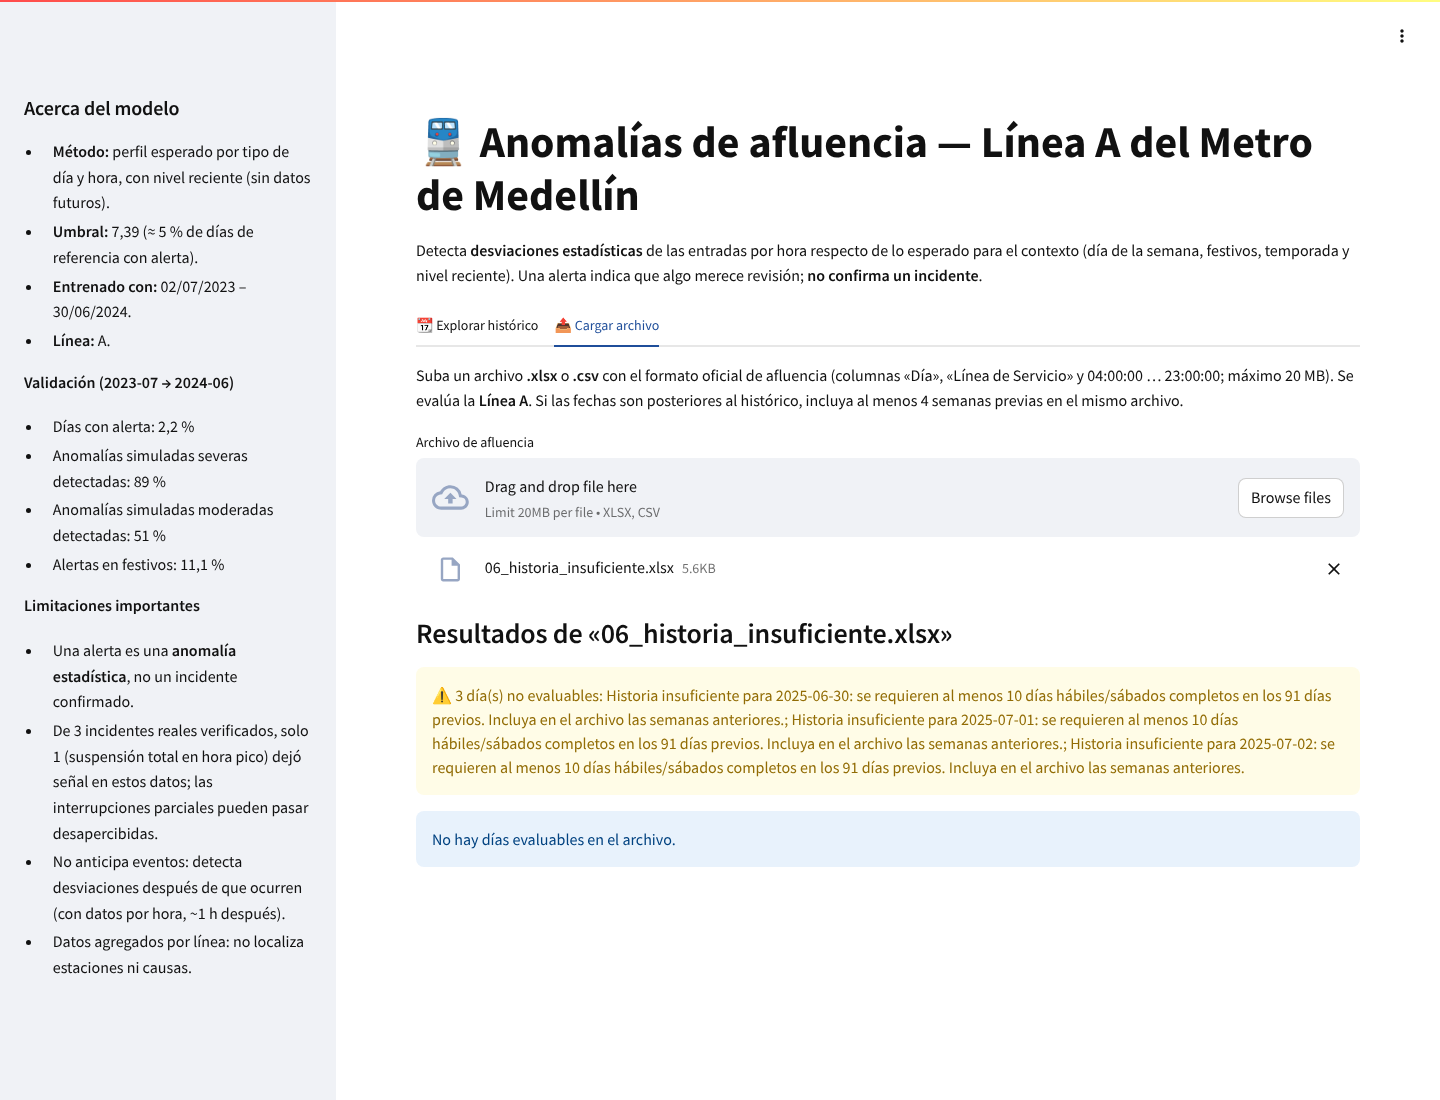 Acerca del modelo
Método: perfil esperado por tipo de
día y hora, con nivel reciente (sin datos
futuros).
Umbral: 7,39 (≈ 5 % de días de
referencia con alerta).
Entrenado con: 02/07/2023 –
30/06/2024.
Línea: A.
Validación (2023-07 → 2024-06)
Días con alerta: 2,2 %
Anomalías simuladas severas
detectadas: 89 %
Anomalías simuladas moderadas
detectadas: 51 %
Alertas en festivos: 11,1 %
Limitaciones importantes
Una alerta es una anomalía
estadística, no un incidente
confirmado.
De 3 incidentes reales verificados, solo
1 (suspensión total en hora pico) dejó
señal en estos datos; las
interrupciones parciales pueden pasar
desapercibidas.
No anticipa eventos: detecta
desviaciones después de que ocurren
(con datos por hora, ~1 h después).
Datos agregados por línea: no localiza
estaciones ni causas.
Anomalías de afluencia — Línea A del Metro
de Medellín
Detecta desviaciones estadísticas de las entradas por hora respecto de lo esperado para el contexto (día de la semana, festivos, temporada y
nivel reciente). Una alerta indica que algo merece revisión; no confirma un incidente.
Explorar histórico
Cargar archivo
Suba un archivo .xlsx o .csv con el formato oficial de afluencia (columnas «Día», «Línea de Servicio» y 04:00:00 … 23:00:00; máximo 20 MB). Se
evalúa la Línea A. Si las fechas son posteriores al histórico, incluya al menos 4 semanas previas en el mismo archivo.
Archivo de afluencia
Drag and drop file here
Limit 20MB per file • XLSX, CSV
Browse files
06_historia_insuficiente.xlsx 5.6KB
Resultados de «06_historia_insuficiente.xlsx»
3 día(s) no evaluables: Historia insuficiente para 2025-06-30: se requieren al menos 10 días hábiles/sábados completos en los 91 días
previos. Incluya en el archivo las semanas anteriores.; Historia insuficiente para 2025-07-01: se requieren al menos 10 días
hábiles/sábados completos en los 91 días previos. Incluya en el archivo las semanas anteriores.; Historia insuficiente para 2025-07-02: se
requieren al menos 10 días hábiles/sábados completos en los 91 días previos. Incluya en el archivo las semanas anteriores.
No hay días evaluables en el archivo.